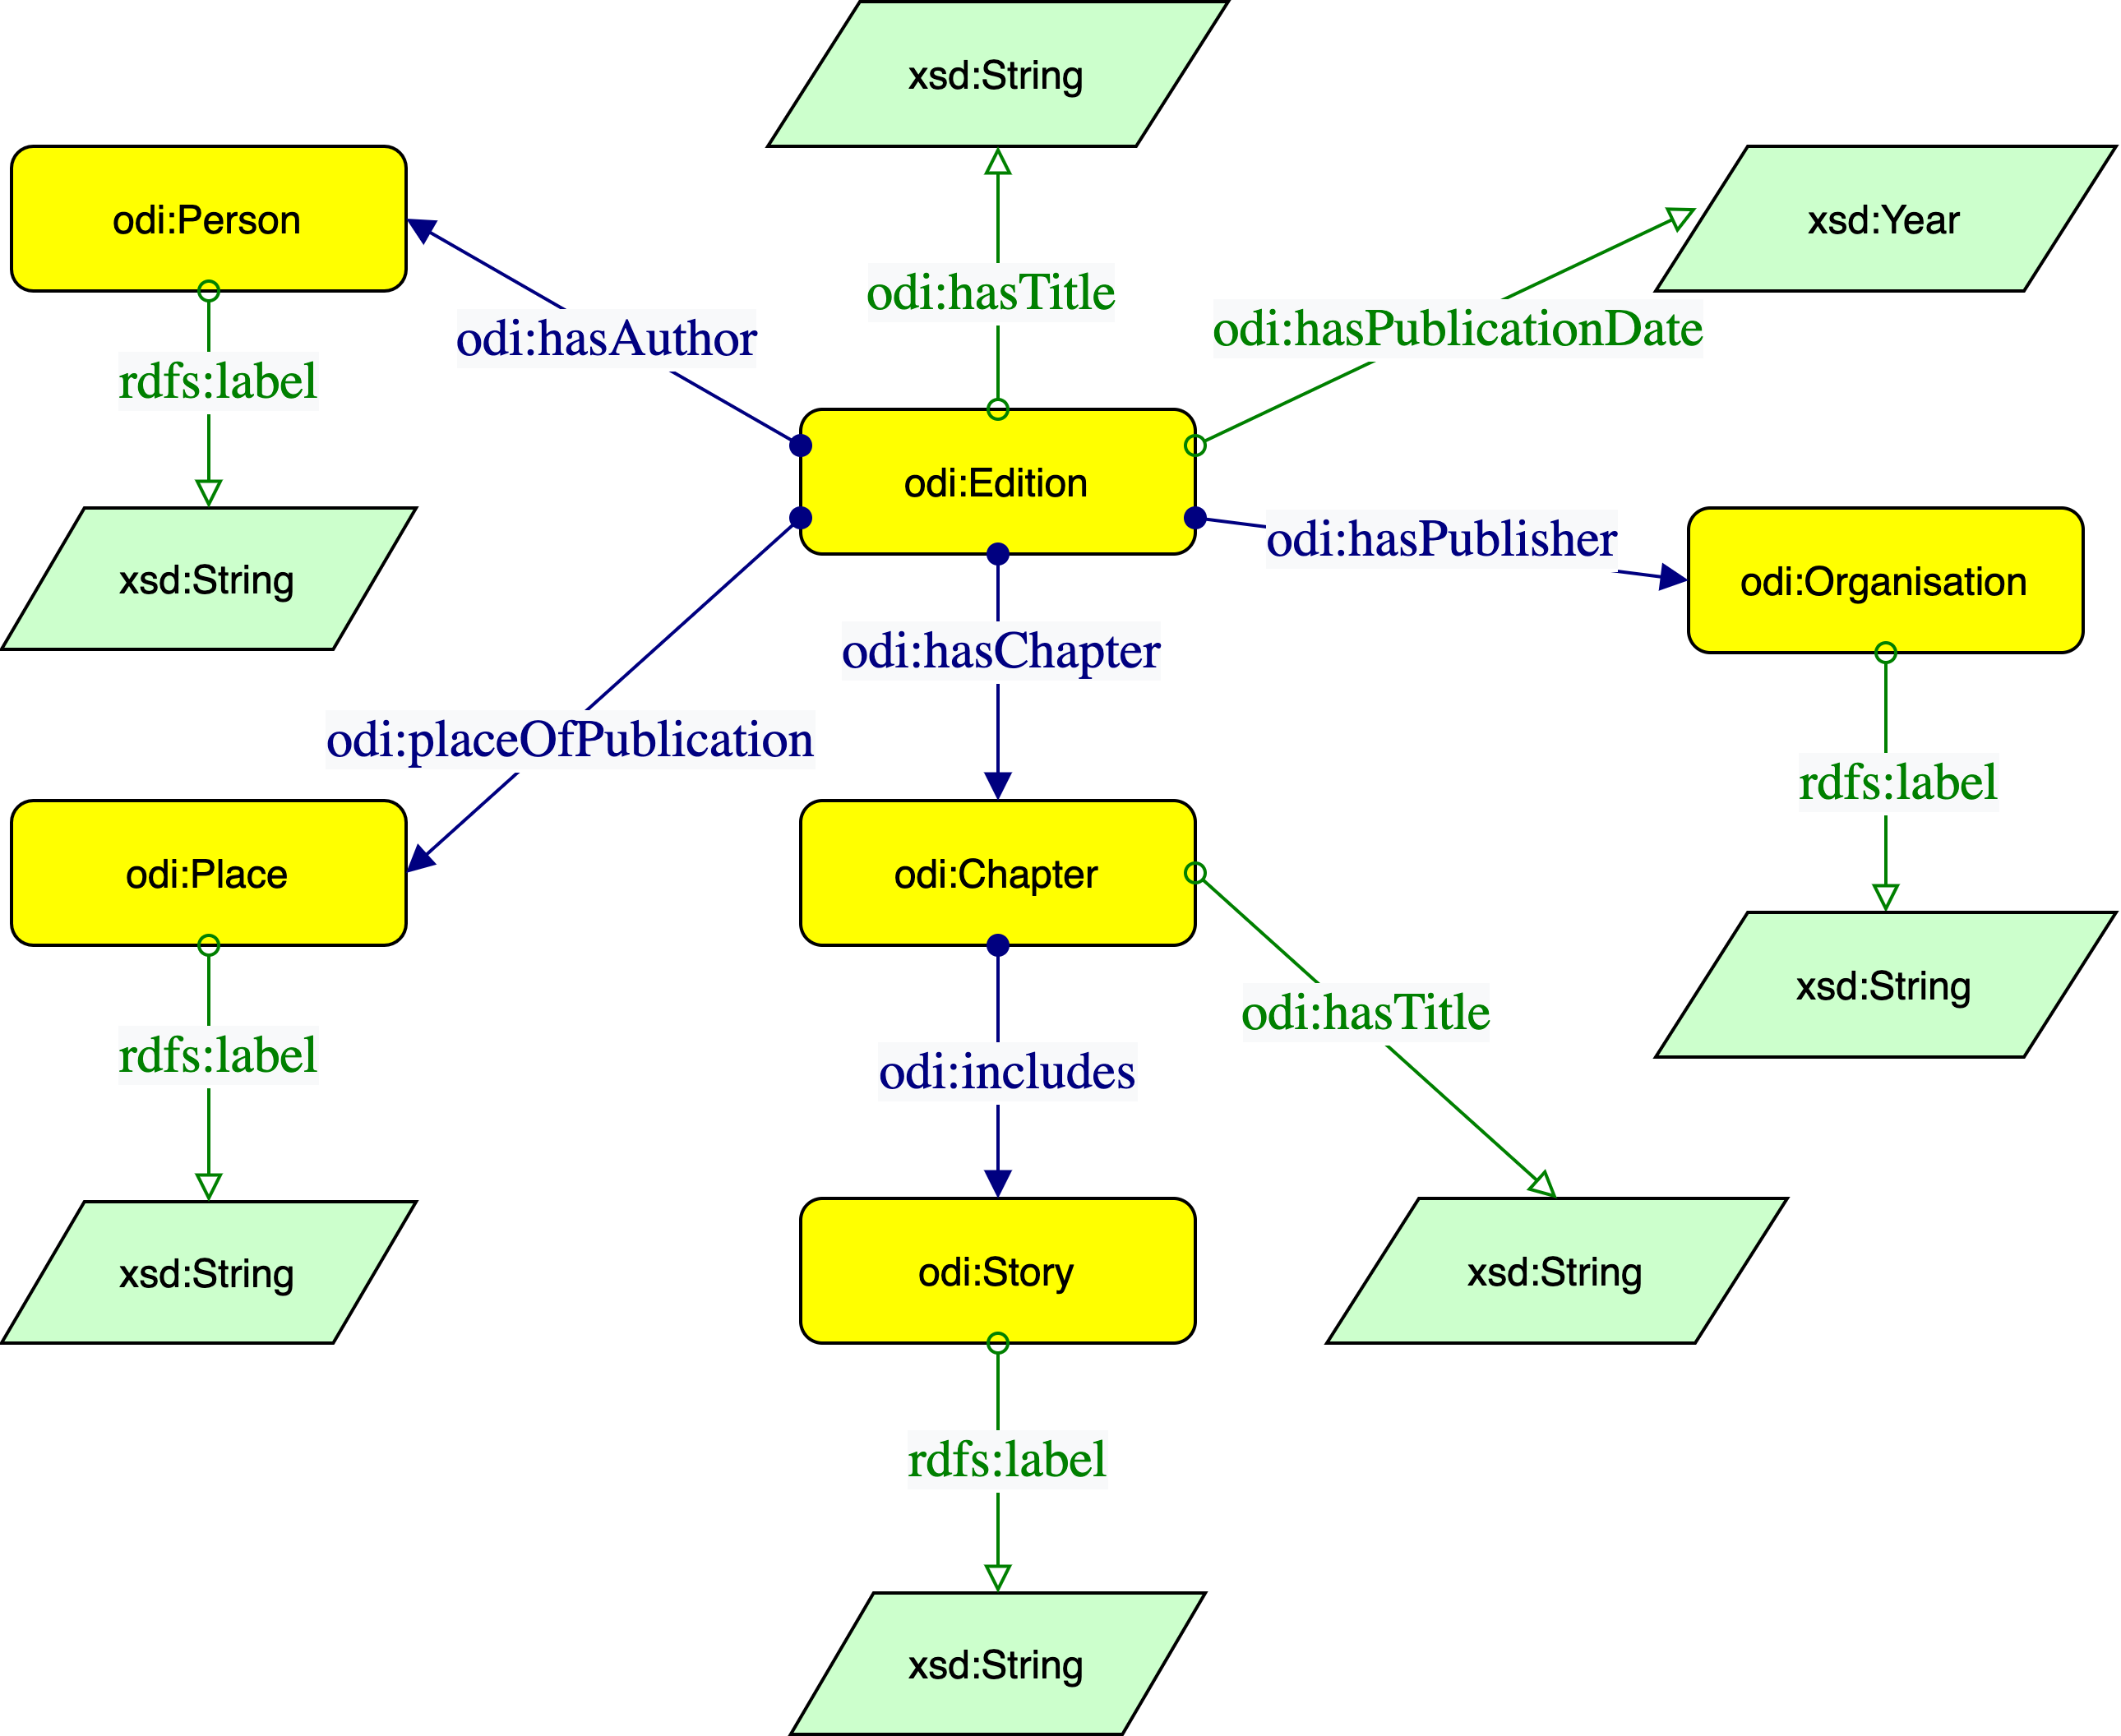 xsd:String
odi:Person
xsd:Year
odi:hasTitle
odi:hasAuthor
odi:hasPublicationDate
rdfs:label
odi:Edition
odi:hasPublisher
xsd:String
odi:Organisation
odi:hasChapter
odi:placeOfPublication
rdfs:label
odi:Place
odi:Chapter
xsd:String
odi:hasTitle
rdfs:label
odi:includes
xsd:String
odi:Story
xsd:String
rdfs:label
xsd:String